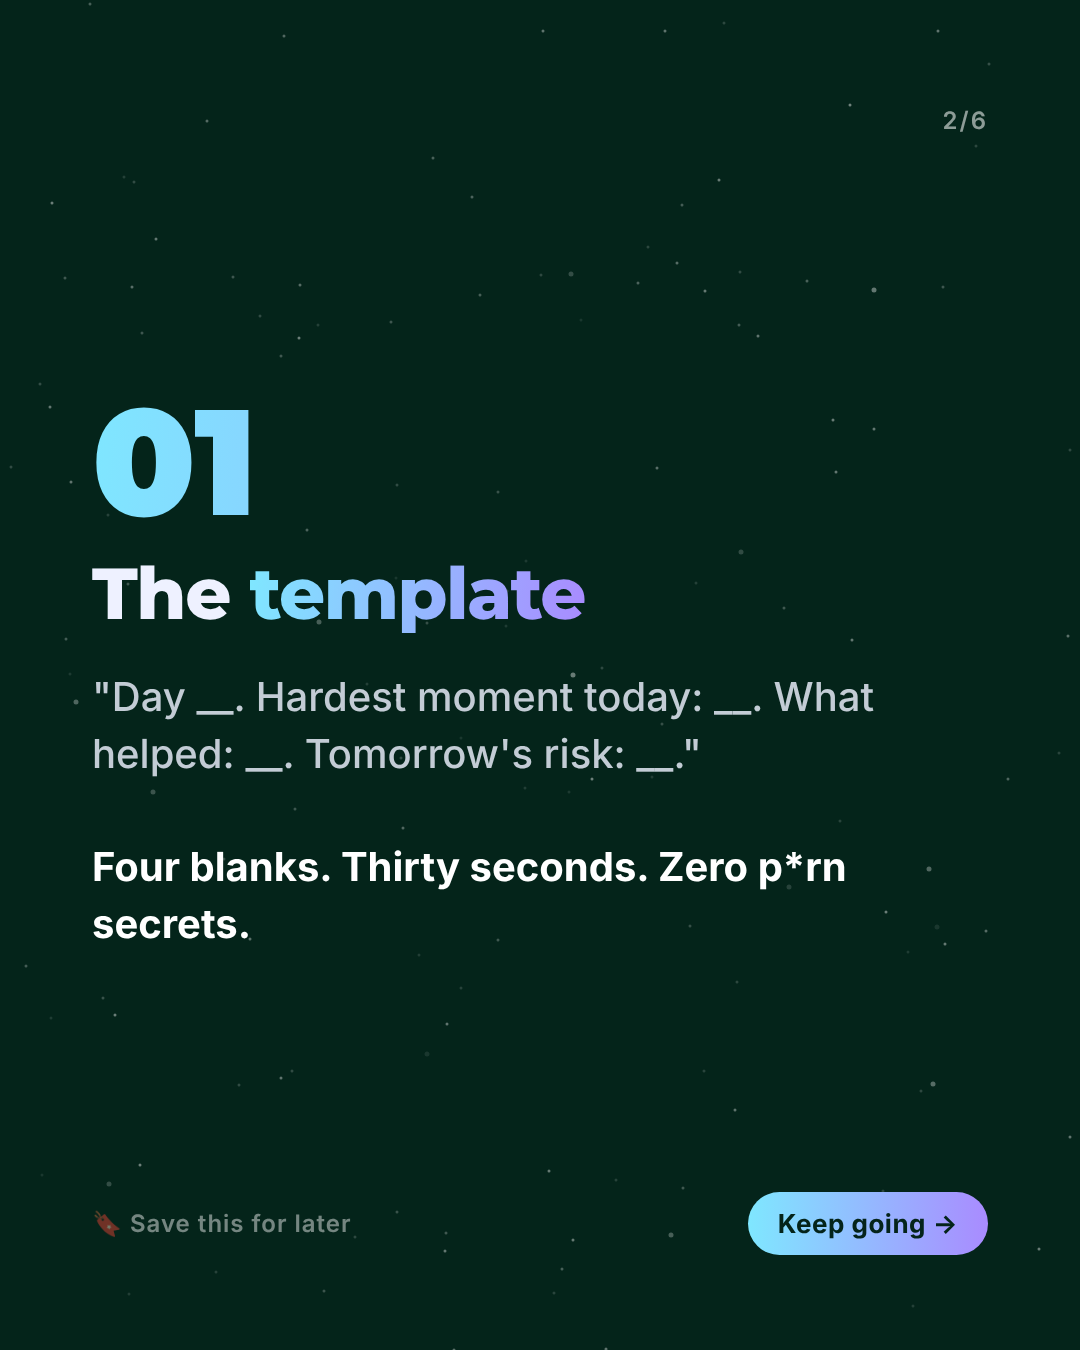 2/6
01
The template
"Day __. Hardest moment today: __. What
helped: __. Tomorrow's risk: __."
Four blanks. Thirty seconds. Zero p*rn
secrets.
🔖 Save this for later
Keep going →